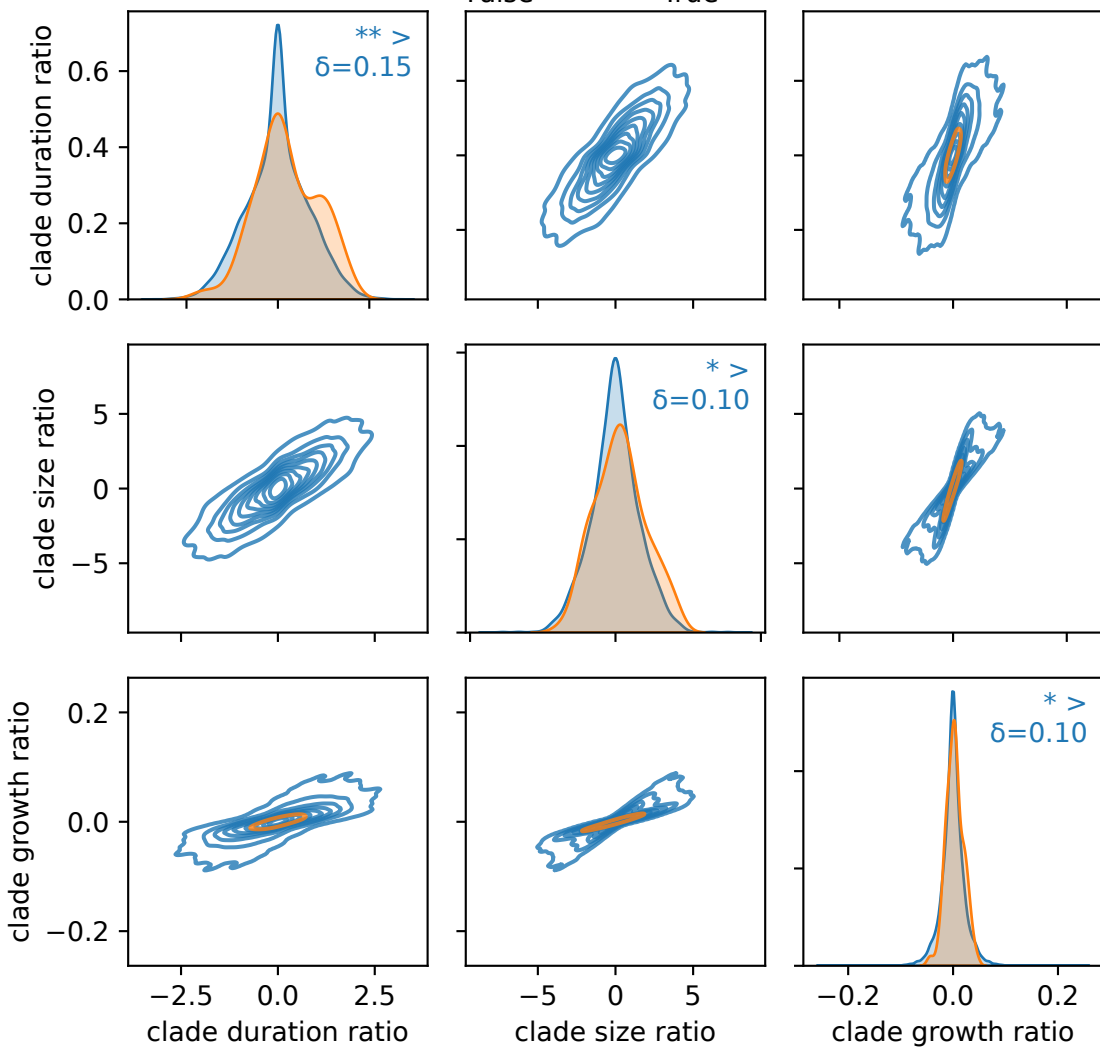 ** >
δ=0.15
clade duration ratio
0.6
0.4
0.2
0.0
* >
δ=0.10
clade size ratio
5
0
−5
* >
δ=0.10
clade growth ratio
0.2
0.0
−0.2
−2.5 0.0 2.5 −5 0 5 −0.2 0.0 0.2
clade duration ratio clade size ratio clade growth ratio